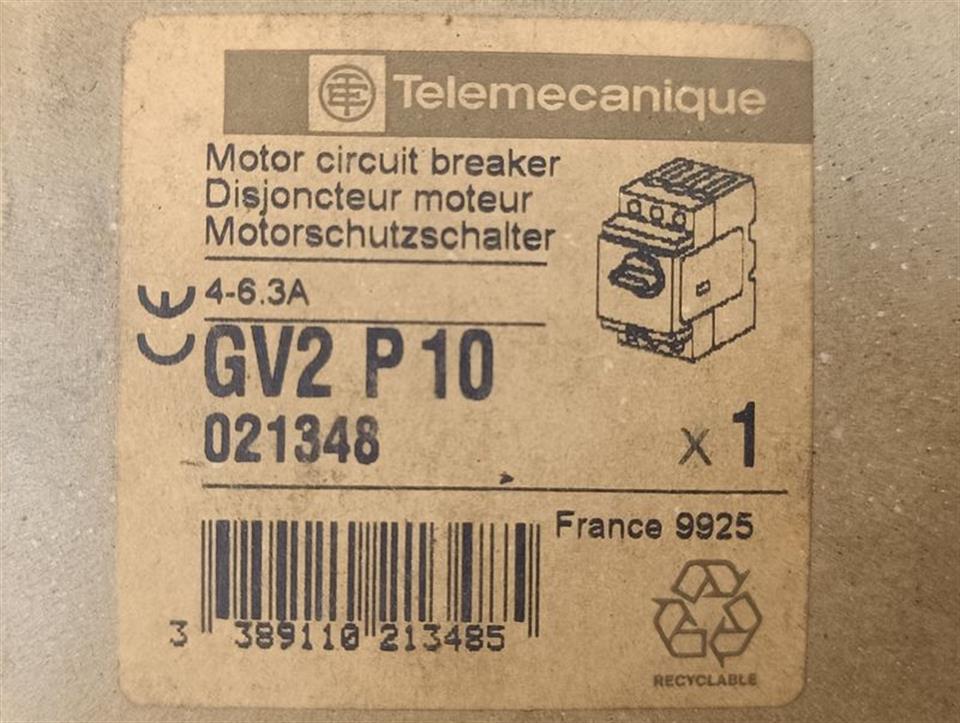 Telemecanique
Motor circuit breaker
Disjoncteur moteur
Motorschutzschalter
4-6.3A
CE
GV2 P10
021348
x 1
France 9925
3 389110 213485
RECYCLABLE